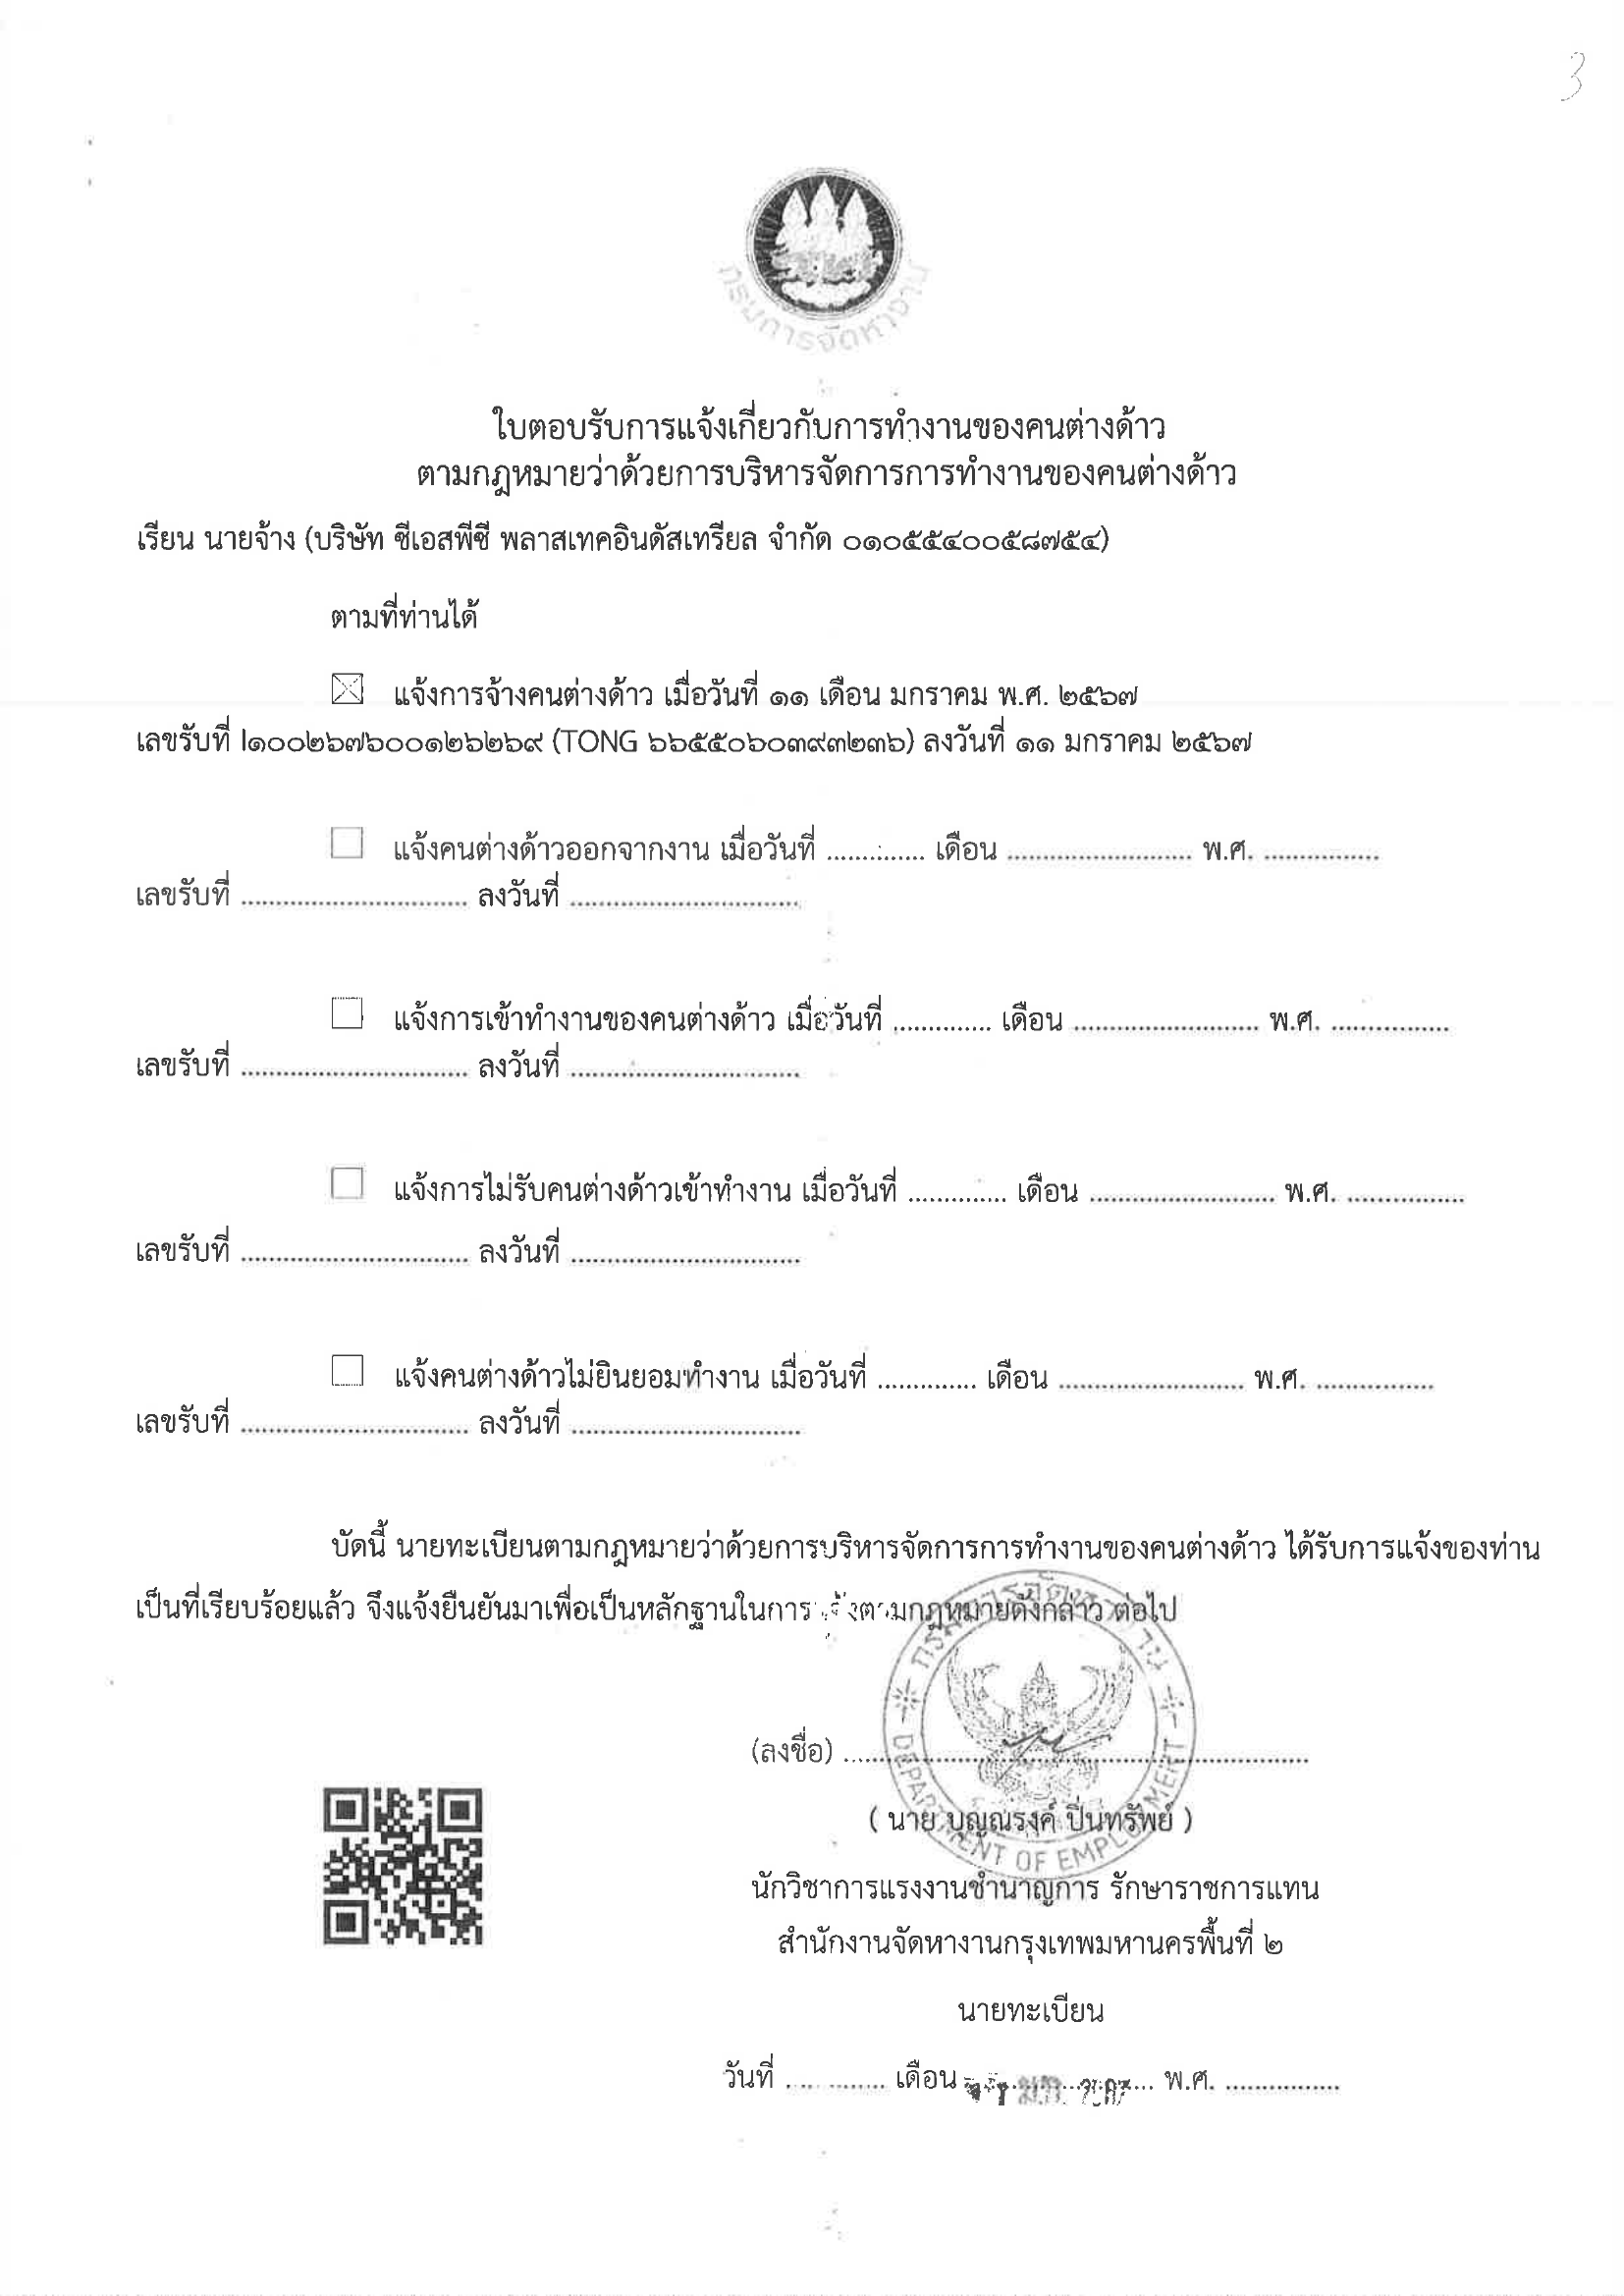 3
กรมการจัดหางาน
ใบตอบรับการแจ้งเกี่ยวกับการทำงานของคนต่างด้าว
ตามกฎหมายว่าด้วยการบริหารจัดการการทำงานของคนต่างด้าว
เรียน นายจ้าง (บริษัท ซีเอสพีซี พลาสเทคอินดัสเทรียล จำกัด ๐๑๐๕๕๔๐๐๕๘๗๕๔)
ตามที่ท่านได้
แจ้งการจ้างคนต่างด้าว เมื่อวันที่ ๑๑ เดือน มกราคม พ.ศ. ๒๕๖๗
เลขรับที่ I๑๐๐๒๖๗๖๐๐๑๒๖๒๖๙ (TONG ๖๖๕๕๐๖๐๓๙๓๒๓๖) ลงวันที่ ๑๑ มกราคม ๒๕๖๗
แจ้งคนต่างด้าวออกจากงาน เมื่อวันที่ .............. เดือน .......................... พ.ศ. ................
เลขรับที่ ................................ ลงวันที่ ................................
แจ้งการเข้าทำงานของคนต่างด้าว เมื่อวันที่ .............. เดือน .......................... พ.ศ. ................
เลขรับที่ ................................ ลงวันที่ ................................
แจ้งการไม่รับคนต่างด้าวเข้าทำงาน เมื่อวันที่ .............. เดือน .......................... พ.ศ. ................
เลขรับที่ ................................ ลงวันที่ ................................
แจ้งคนต่างด้าวไม่ยินยอมทำงาน เมื่อวันที่ .............. เดือน .......................... พ.ศ. ................
เลขรับที่ ................................ ลงวันที่ ................................
บัดนี้ นายทะเบียนตามกฎหมายว่าด้วยการบริหารจัดการการทำงานของคนต่างด้าว ได้รับการแจ้งของท่าน
เป็นที่เรียบร้อยแล้ว จึงแจ้งยืนยันมาเพื่อเป็นหลักฐานในการแจ้งตามกฎหมายดังกล่าว ต่อไป
กรมการจัดหางาน
DEPARTMENT OF EMPLOYMENT
(ลงชื่อ) ................................................................
( นาย บุญณรงค์ ปิ่นทรัพย์ )
นักวิชาการแรงงานชำนาญการ รักษาราชการแทน
สำนักงานจัดหางานกรุงเทพมหานครพื้นที่ ๒
นายทะเบียน
วันที่ .............. เดือน .......................... พ.ศ. ................